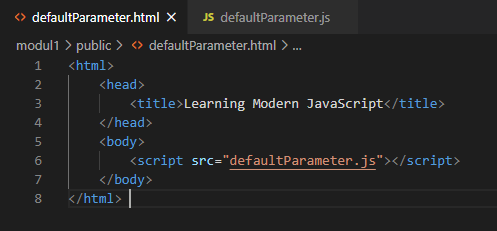 defaultParameter.html × JS defaultParameter.js
modul1 > public > defaultParameter.html > ...
1 <html>
2 <head>
3 <title>Learning Modern JavaScript</title>
4 </head>
5 <body>
6 <script src="defaultParameter.js"></script>
7 </body>
8 </html>